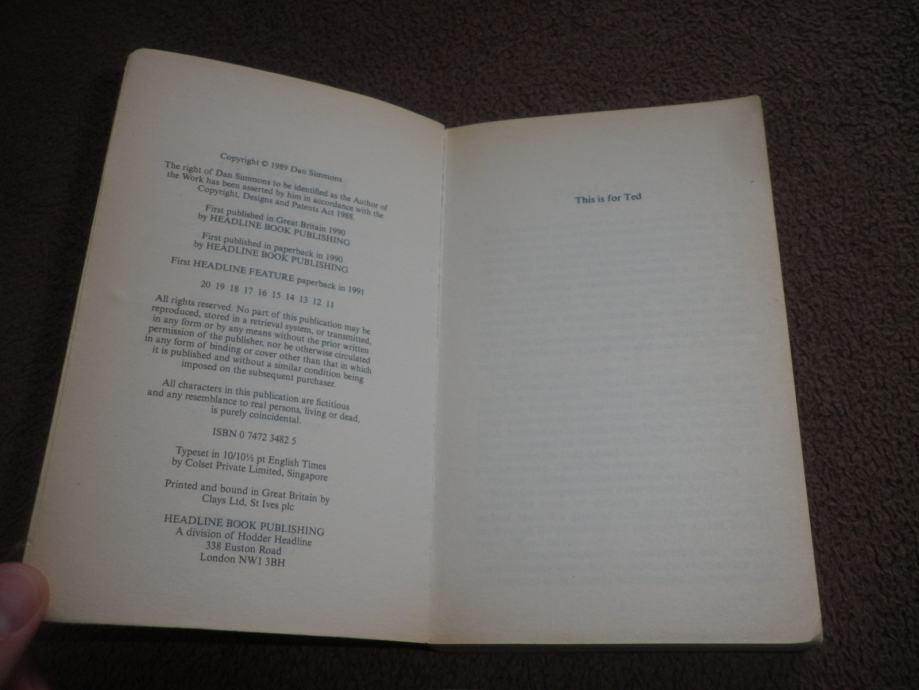 Copyright © 1989 Dan Simmons
The right of Dan Simmons to be identified as the Author of
the Work has been asserted by him in accordance with the
Copyright, Designs and Patents Act 1988.
First published in Great Britain 1990
by HEADLINE BOOK PUBLISHING
First published in paperback in 1990
by HEADLINE BOOK PUBLISHING
First HEADLINE FEATURE paperback in 1991
20 19 18 17 16 15 14 13 12 11
All rights reserved. No part of this publication may be
reproduced, stored in a retrieval system, or transmitted,
in any form or by any means without the prior written
permission of the publisher, nor be otherwise circulated
in any form of binding or cover other than that in which
it is published and without a similar condition being
imposed on the subsequent purchaser.
All characters in this publication are fictitious
and any resemblance to real persons, living or dead,
is purely coincidental.
ISBN 0 7472 3482 5
Typeset in 10/10½ pt English Times
by Colset Private Limited, Singapore
Printed and bound in Great Britain by
Clays Ltd, St Ives plc
HEADLINE BOOK PUBLISHING
A division of Hodder Headline
338 Euston Road
London NW1 3BH
This is for Ted